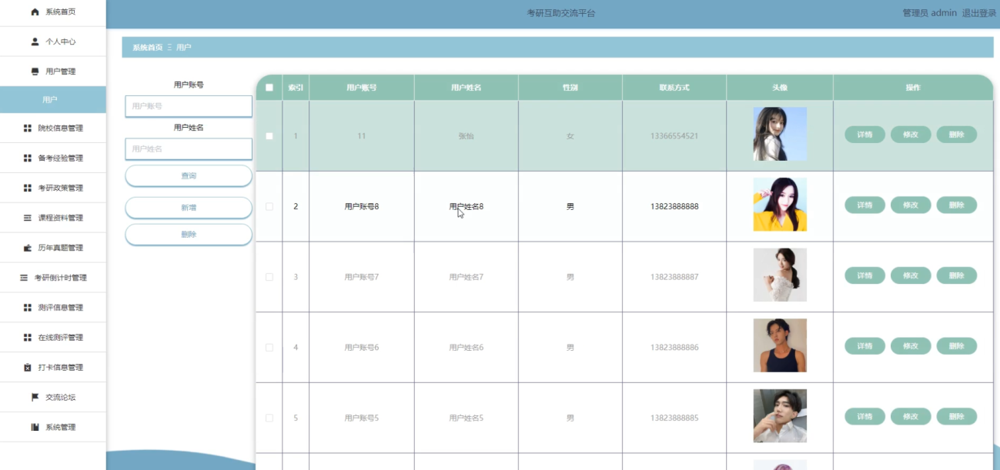 考研互助交流平台
管理员 admin 退出登录
系统首页
个人中心
用户管理
用户
院校信息管理
备考经验管理
考研政策管理
课程资料管理
历年真题管理
考研倒计时管理
测评信息管理
在线测评管理
打卡信息管理
交流论坛
系统管理
系统首页 Ξ 用户
用户账号
用户账号
用户姓名
用户姓名
查询
新增
删除
索引 用户账号 用户姓名 性别 联系方式 头像 操作
1 11 张怡 女 13366554521 详情 修改 删除
2 用户账号8 用户姓名8 男 13823888888 详情 修改 删除
3 用户账号7 用户姓名7 男 13823888887 详情 修改 删除
4 用户账号6 用户姓名6 男 13823888886 详情 修改 删除
5 用户账号5 用户姓名5 男 13823888885 详情 修改 删除